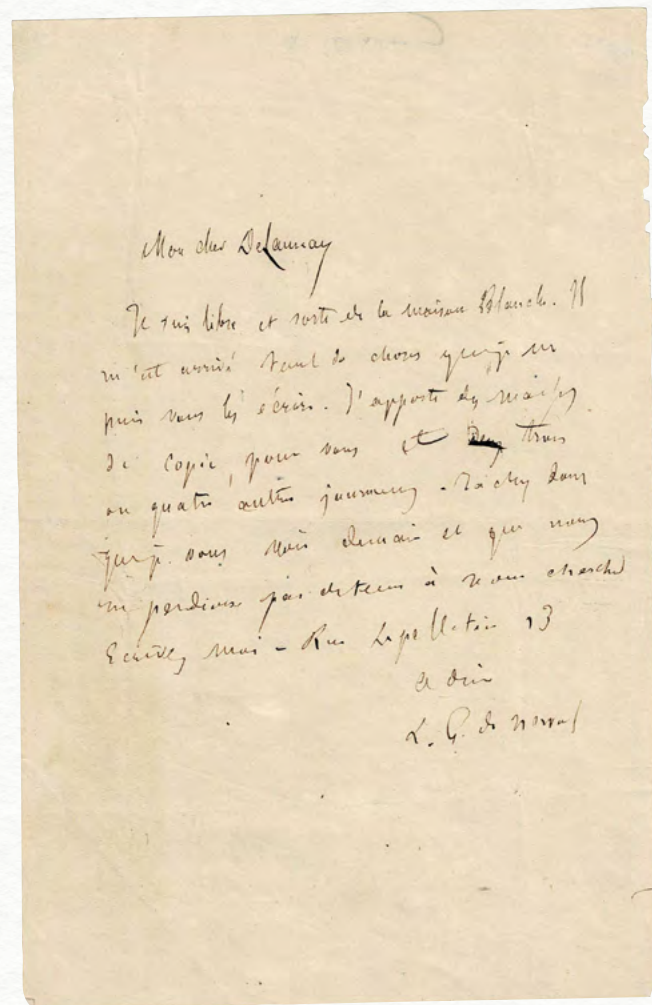 Mon cher Delaunay
Je suis libre et sorti de la maison Blanche. Il
m'est arrivé tant de choses que je ne
puis vous les écrire. J'apporte des masses
de copie, pour vous et trois
ou quatre autres journaux. Tâchez donc
que je vous voie demain et que nous
ne perdions pas de tems à nous chercher
Ecrivez moi – Rue Lepelletier 13
a dieu
L. G. de Nerval